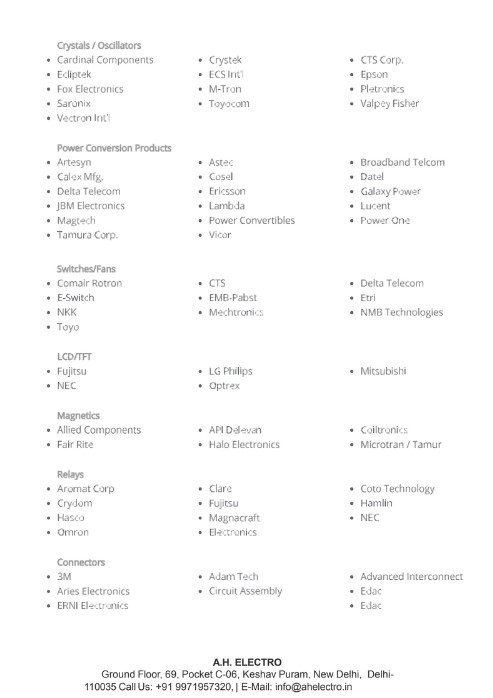 Crystals / Oscillators
• Cardinal Components • Crystek • CTS Corp.
• Ecliptek • ECS Int'l • Epson
• Fox Electronics • M-Tron • Pletronics
• Saronix • Toyocom • Valpey Fisher
• Vectron Int'l
Power Conversion Products
• Artesyn • Astec • Broadband Telcom
• Calex Mfg. • Cosel • Datel
• Delta Telecom • Ericsson • Galaxy Power
• JBM Electronics • Lambda • Lucent
• Magtech • Power Convertibles • Power One
• Tamura Corp. • Vicor
Switches/Fans
• Comair Rotron • CTS • Delta Telecom
• E-Switch • EMB-Pabst • Etri
• NKK • Mechtronics • NMB Technologies
• Toyo
LCD/TFT
• Fujitsu • LG Philips • Mitsubishi
• NEC • Optrex
Magnetics
• Allied Components • API Delevan • Coiltronics
• Fair Rite • Halo Electronics • Microtran / Tamur
Relays
• Aromat Corp • Clare • Coto Technology
• Crydom • Fujitsu • Hamlin
• Hasco • Magnacraft • NEC
• Omron • Electronics
Connectors
• 3M • Adam Tech • Advanced Interconnect
• Aries Electronics • Circuit Assembly • Edac
• ERNI Electronics • Edac
A.H. ELECTRO
Ground Floor, 69, Pocket C-06, Keshav Puram, New Delhi, Delhi-
110035 Call Us: +91 9971957320, | E-Mail: info@ahelectro.in